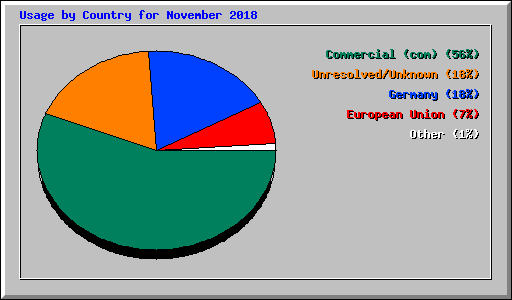 Usage by Country for November 2018
Commercial (com) (56%)
Unresolved/Unknown (18%)
Germany (18%)
European Union (7%)
Other (1%)